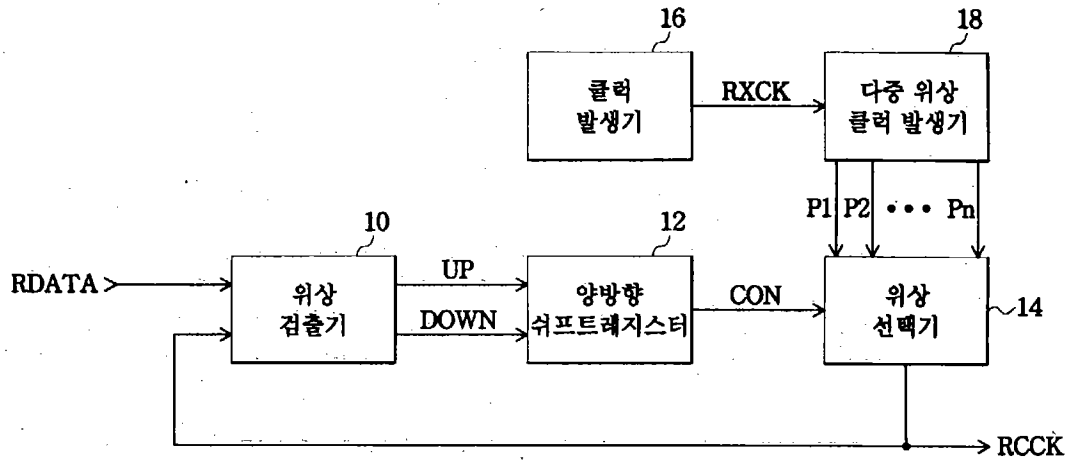 16
클럭
발생기
RXCK
18
다중 위상
클럭 발생기
P1 P2 ••• Pn
RDATA
10
위상
검출기
UP
DOWN
12
양방향
쉬프트레지스터
CON
위상
선택기
14
RCCK